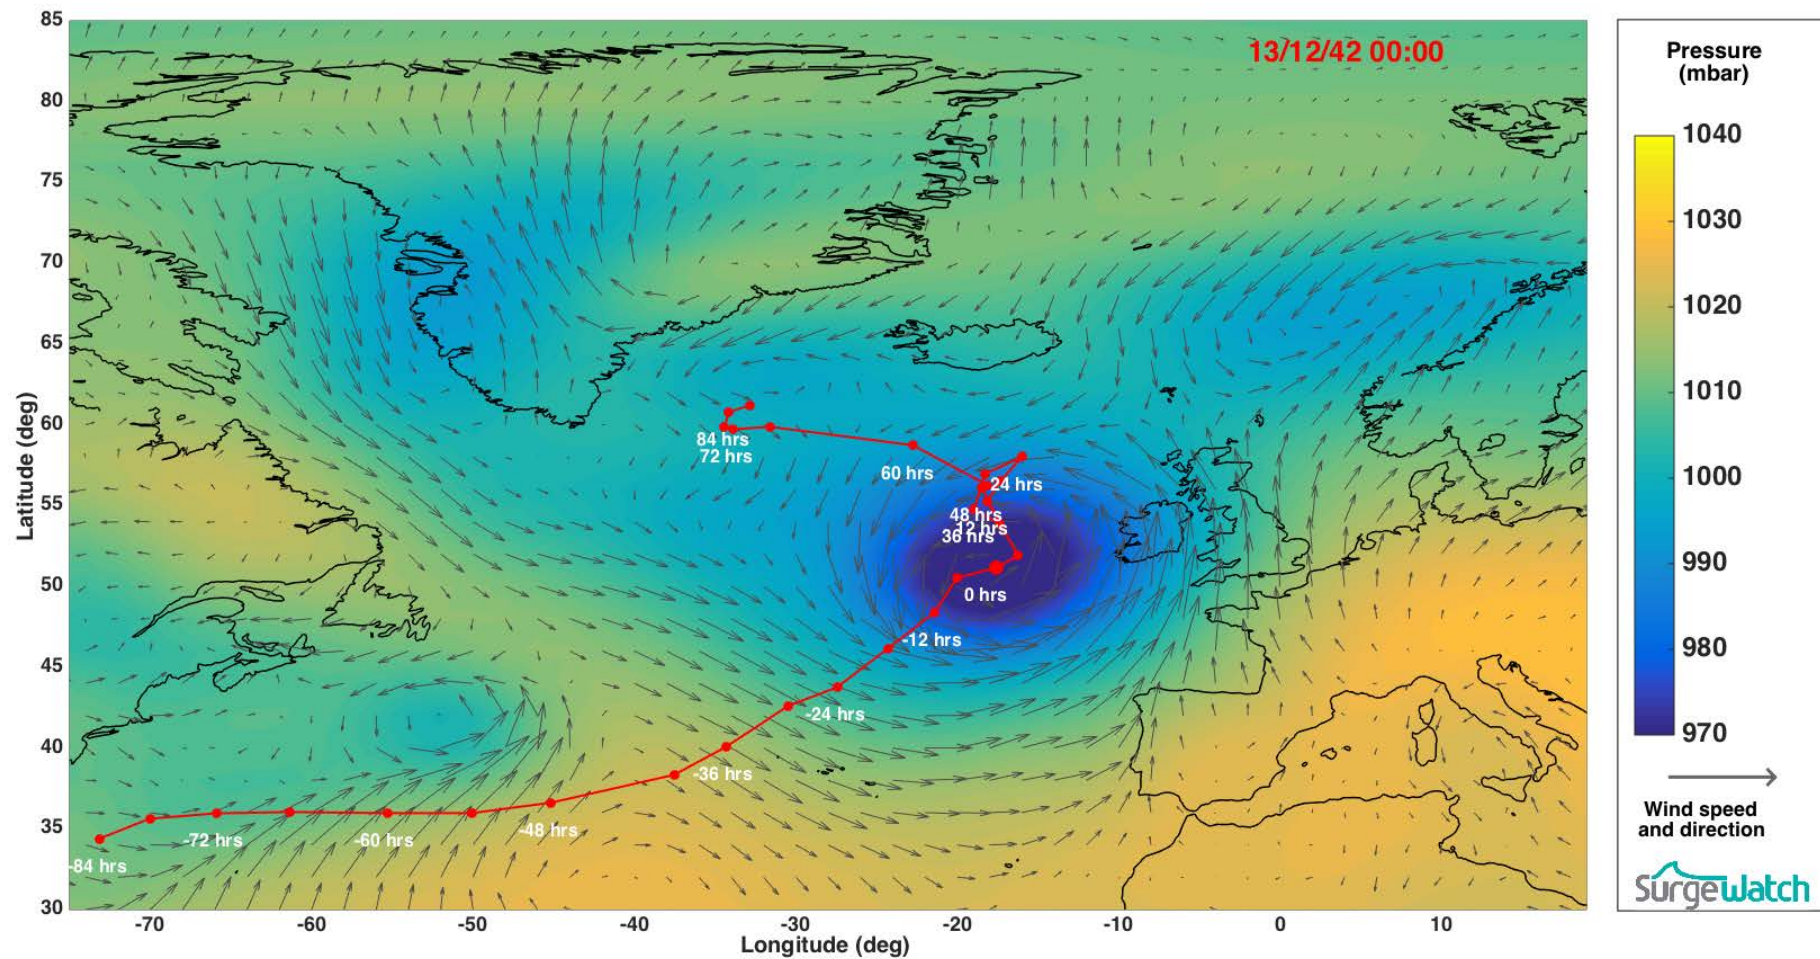 13/12/42 00:00
Pressure
(mbar)
1040
1030
1020
1010
1000
990
980
970
Wind speed
and direction
Surgewatch
85
80
75
70
65
60
55
50
45
40
35
30
Latitude (deg)
84 hrs
72 hrs
60 hrs
24 hrs
48 hrs
12 hrs
36 hrs
0 hrs
-12 hrs
-24 hrs
-36 hrs
-48 hrs
-60 hrs
-72 hrs
-84 hrs
-70
-60
-50
-40
-30
-20
-10
0
10
Longitude (deg)